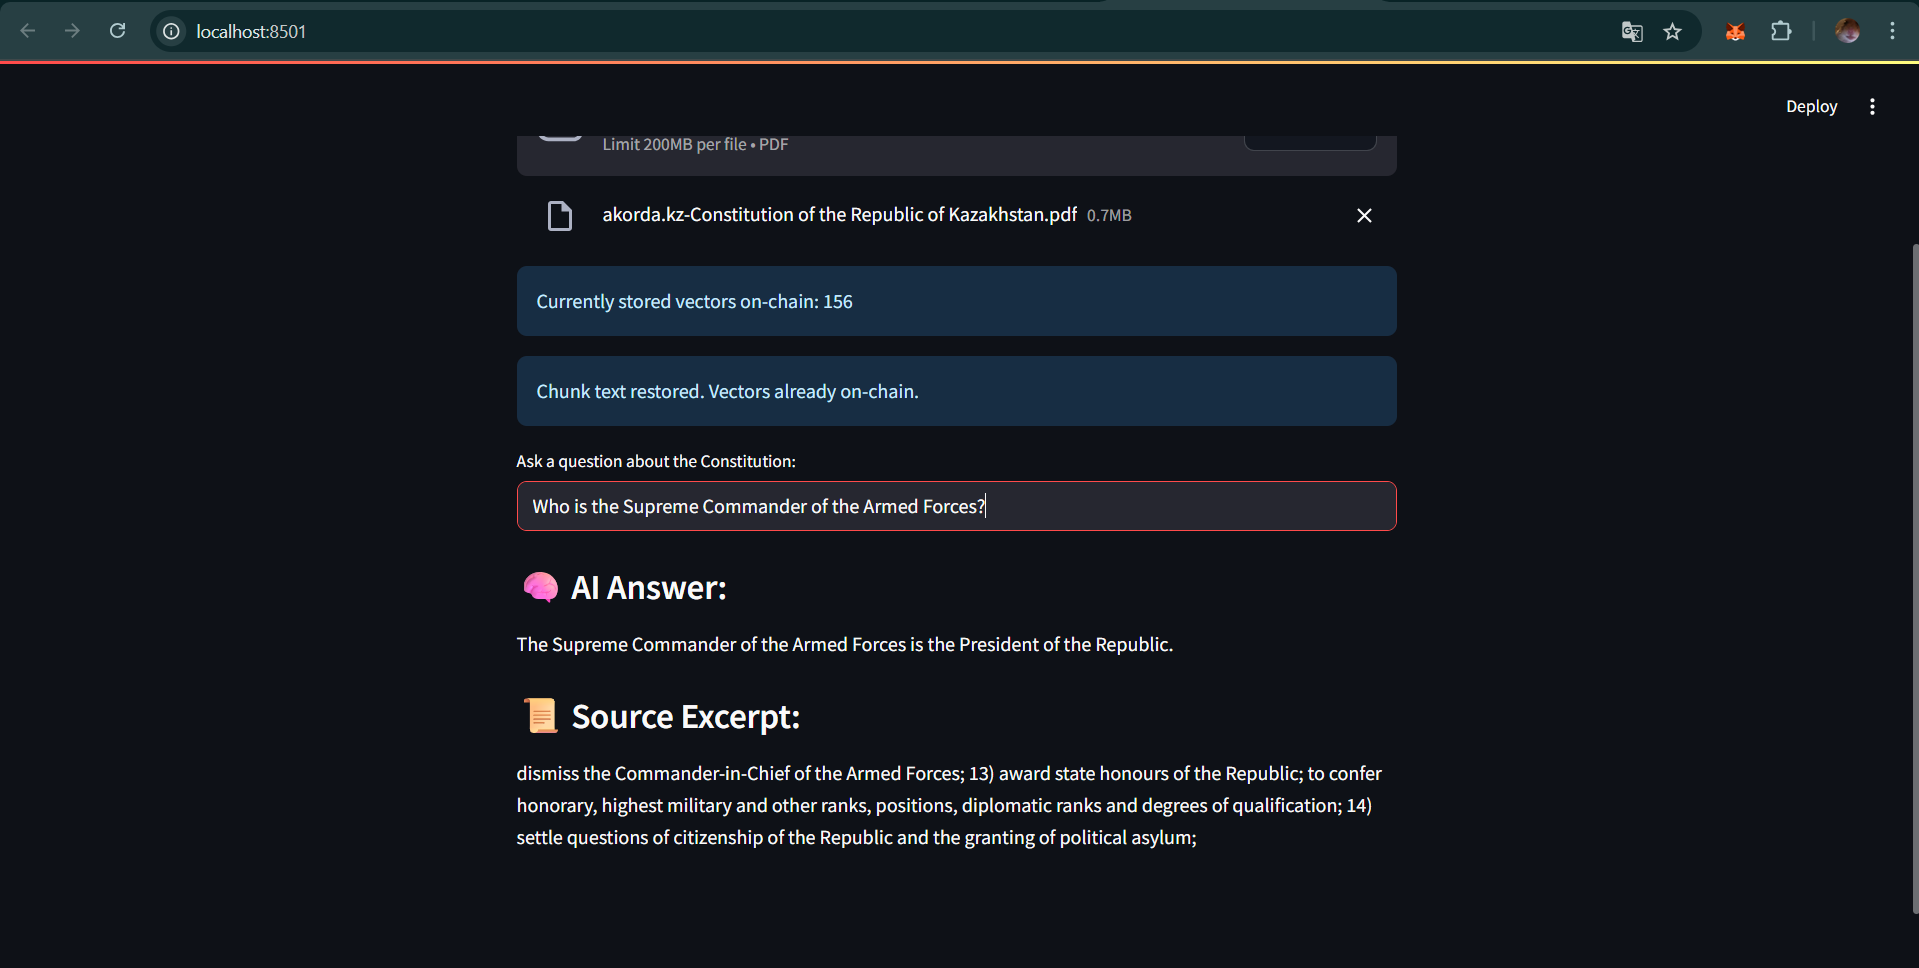 localhost:8501
Deploy
Limit 200MB per file • PDF
akorda.kz-Constitution of the Republic of Kazakhstan.pdf 0.7MB
Currently stored vectors on-chain: 156
Chunk text restored. Vectors already on-chain.
Ask a question about the Constitution:
Who is the Supreme Commander of the Armed Forces?
🧠 AI Answer:
The Supreme Commander of the Armed Forces is the President of the Republic.
📜 Source Excerpt:
dismiss the Commander-in-Chief of the Armed Forces; 13) award state honours of the Republic; to confer
honorary, highest military and other ranks, positions, diplomatic ranks and degrees of qualification; 14)
settle questions of citizenship of the Republic and the granting of political asylum;